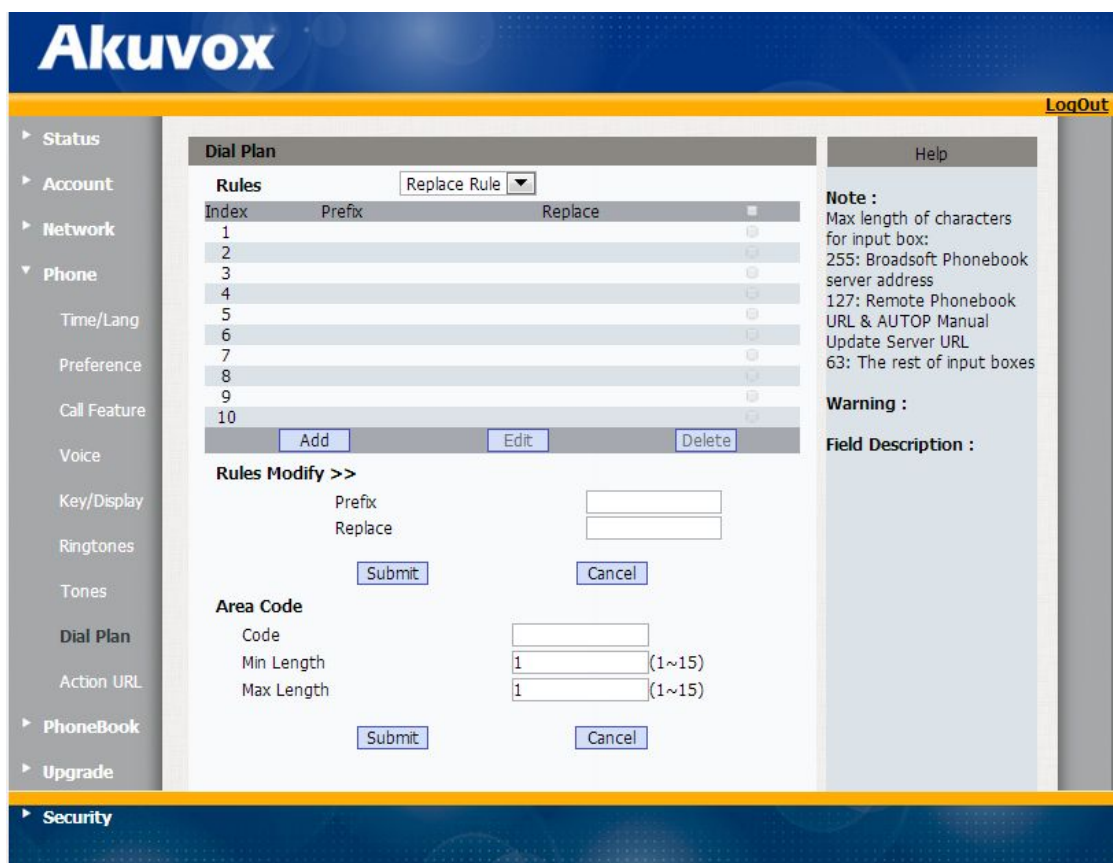 Akuvox
LogOut
Status
Account
Network
Phone
Time/Lang
Preference
Call Feature
Voice
Key/Display
Ringtones
Tones
Dial Plan
Action URL
PhoneBook
Upgrade
Security
Dial Plan
Rules Replace Rule
Index Prefix Replace
1
2
3
4
5
6
7
8
9
10
Add Edit Delete
Rules Modify >>
Prefix
Replace
Submit Cancel
Area Code
Code
Min Length 1 (1~15)
Max Length 1 (1~15)
Submit Cancel
Help
Note :
Max length of characters
for input box:
255: Broadsoft Phonebook
server address
127: Remote Phonebook
URL & AUTOP Manual
Update Server URL
63: The rest of input boxes
Warning :
Field Description :